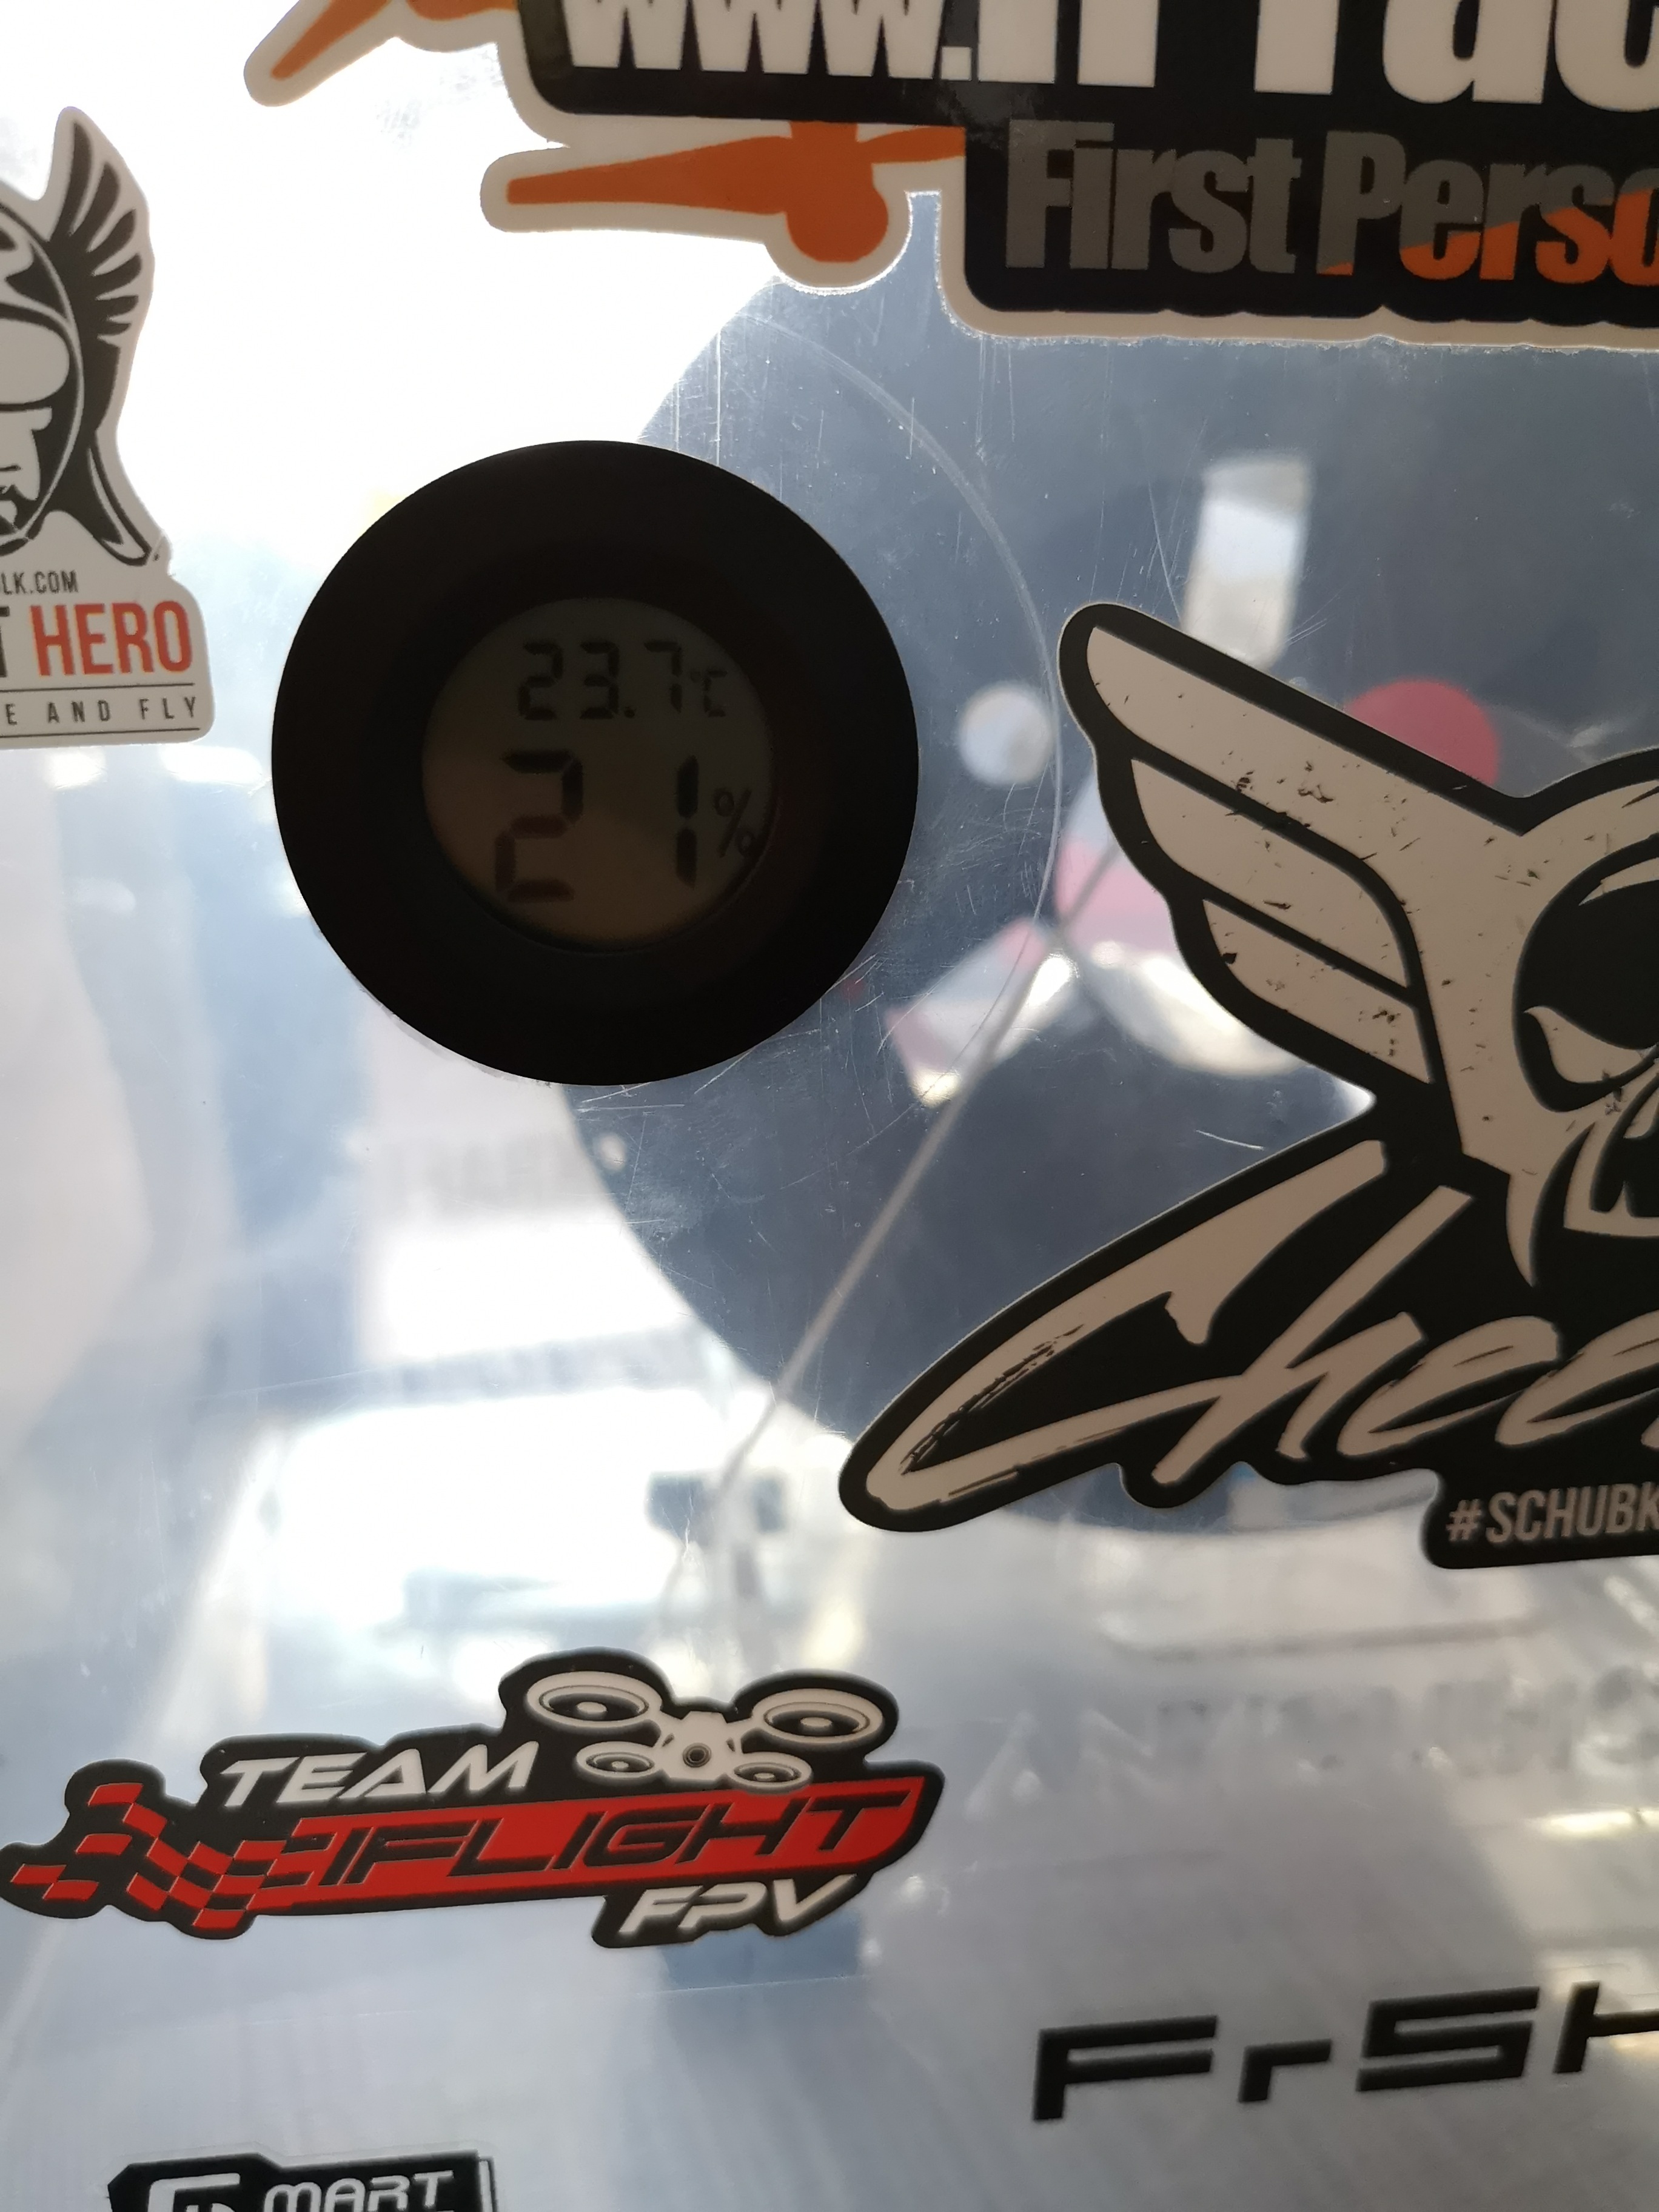 www.
First Perso
LK.COM
T HERO
E AND FLY
23.7°C
21%
#SCHUBK
TEAM
IFLIGHT
FPV
FrSK
MART